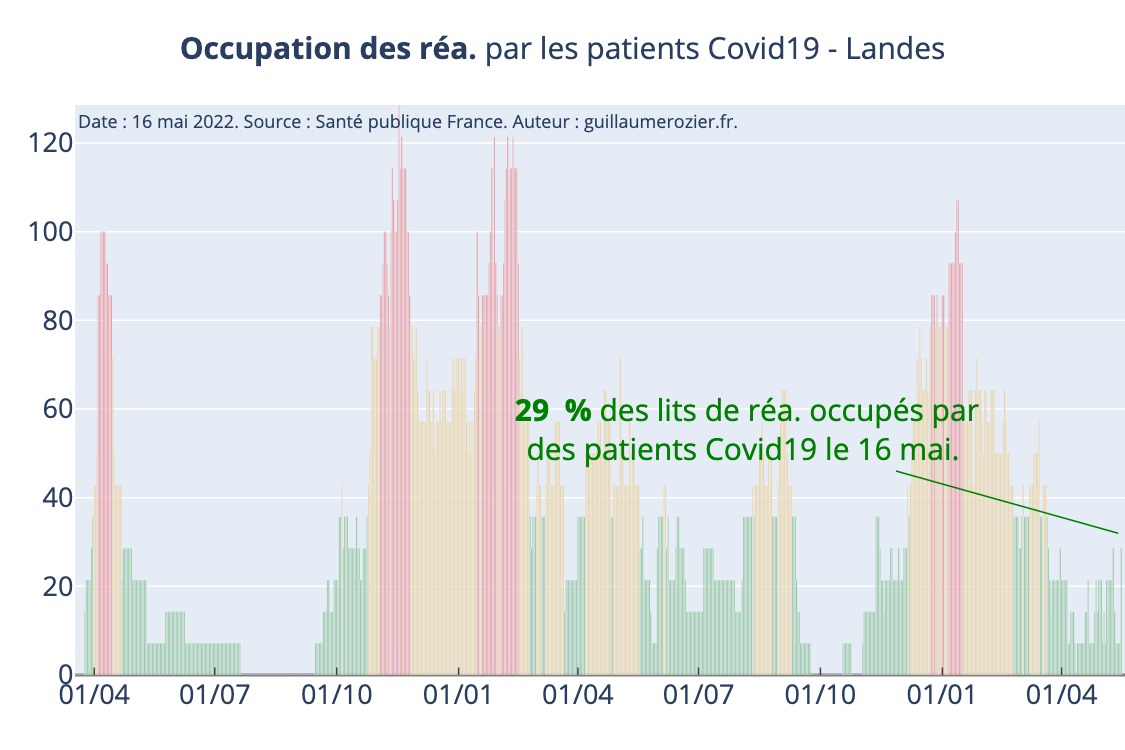 Occupation des réa. par les patients Covid19 - Landes
Date : 16 mai 2022. Source : Santé publique France. Auteur : guillaumerozier.fr.
120
100
80
60
40
20
0
29 % des lits de réa. occupés par
des patients Covid19 le 16 mai.
01/04 01/07 01/10 01/01 01/04 01/07 01/10 01/01 01/04